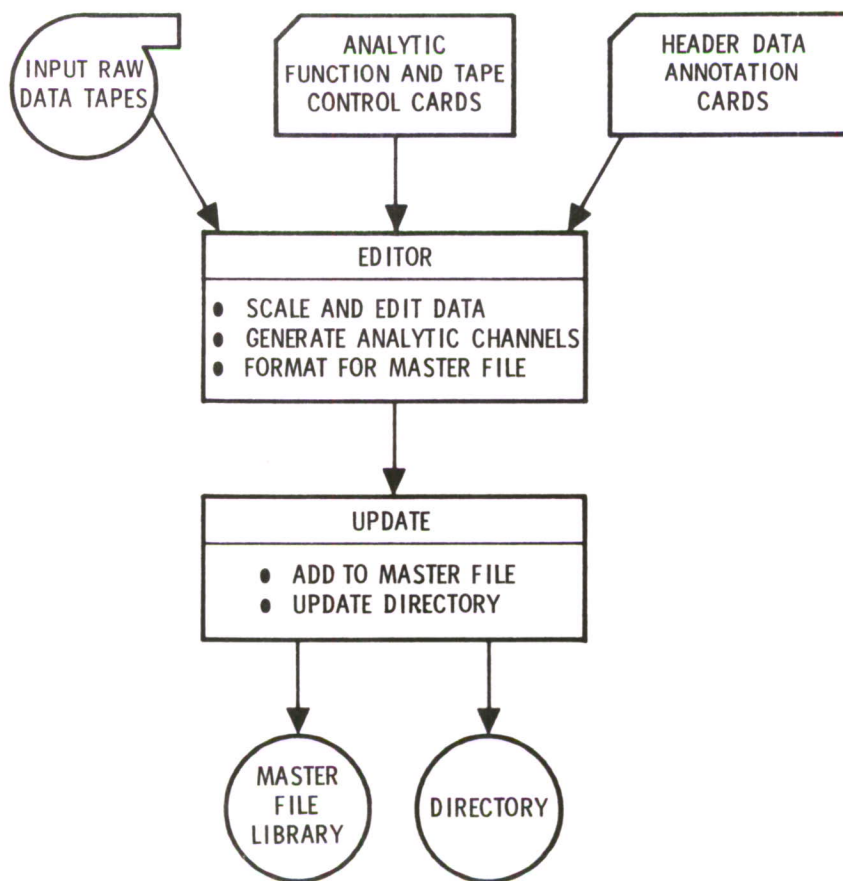 INPUT RAW
DATA TAPES
ANALYTIC
FUNCTION AND TAPE
CONTROL CARDS
HEADER DATA
ANNOTATION
CARDS
EDITOR
● SCALE AND EDIT DATA
● GENERATE ANALYTIC CHANNELS
● FORMAT FOR MASTER FILE
UPDATE
● ADD TO MASTER FILE
● UPDATE DIRECTORY
MASTER
FILE
LIBRARY
DIRECTORY